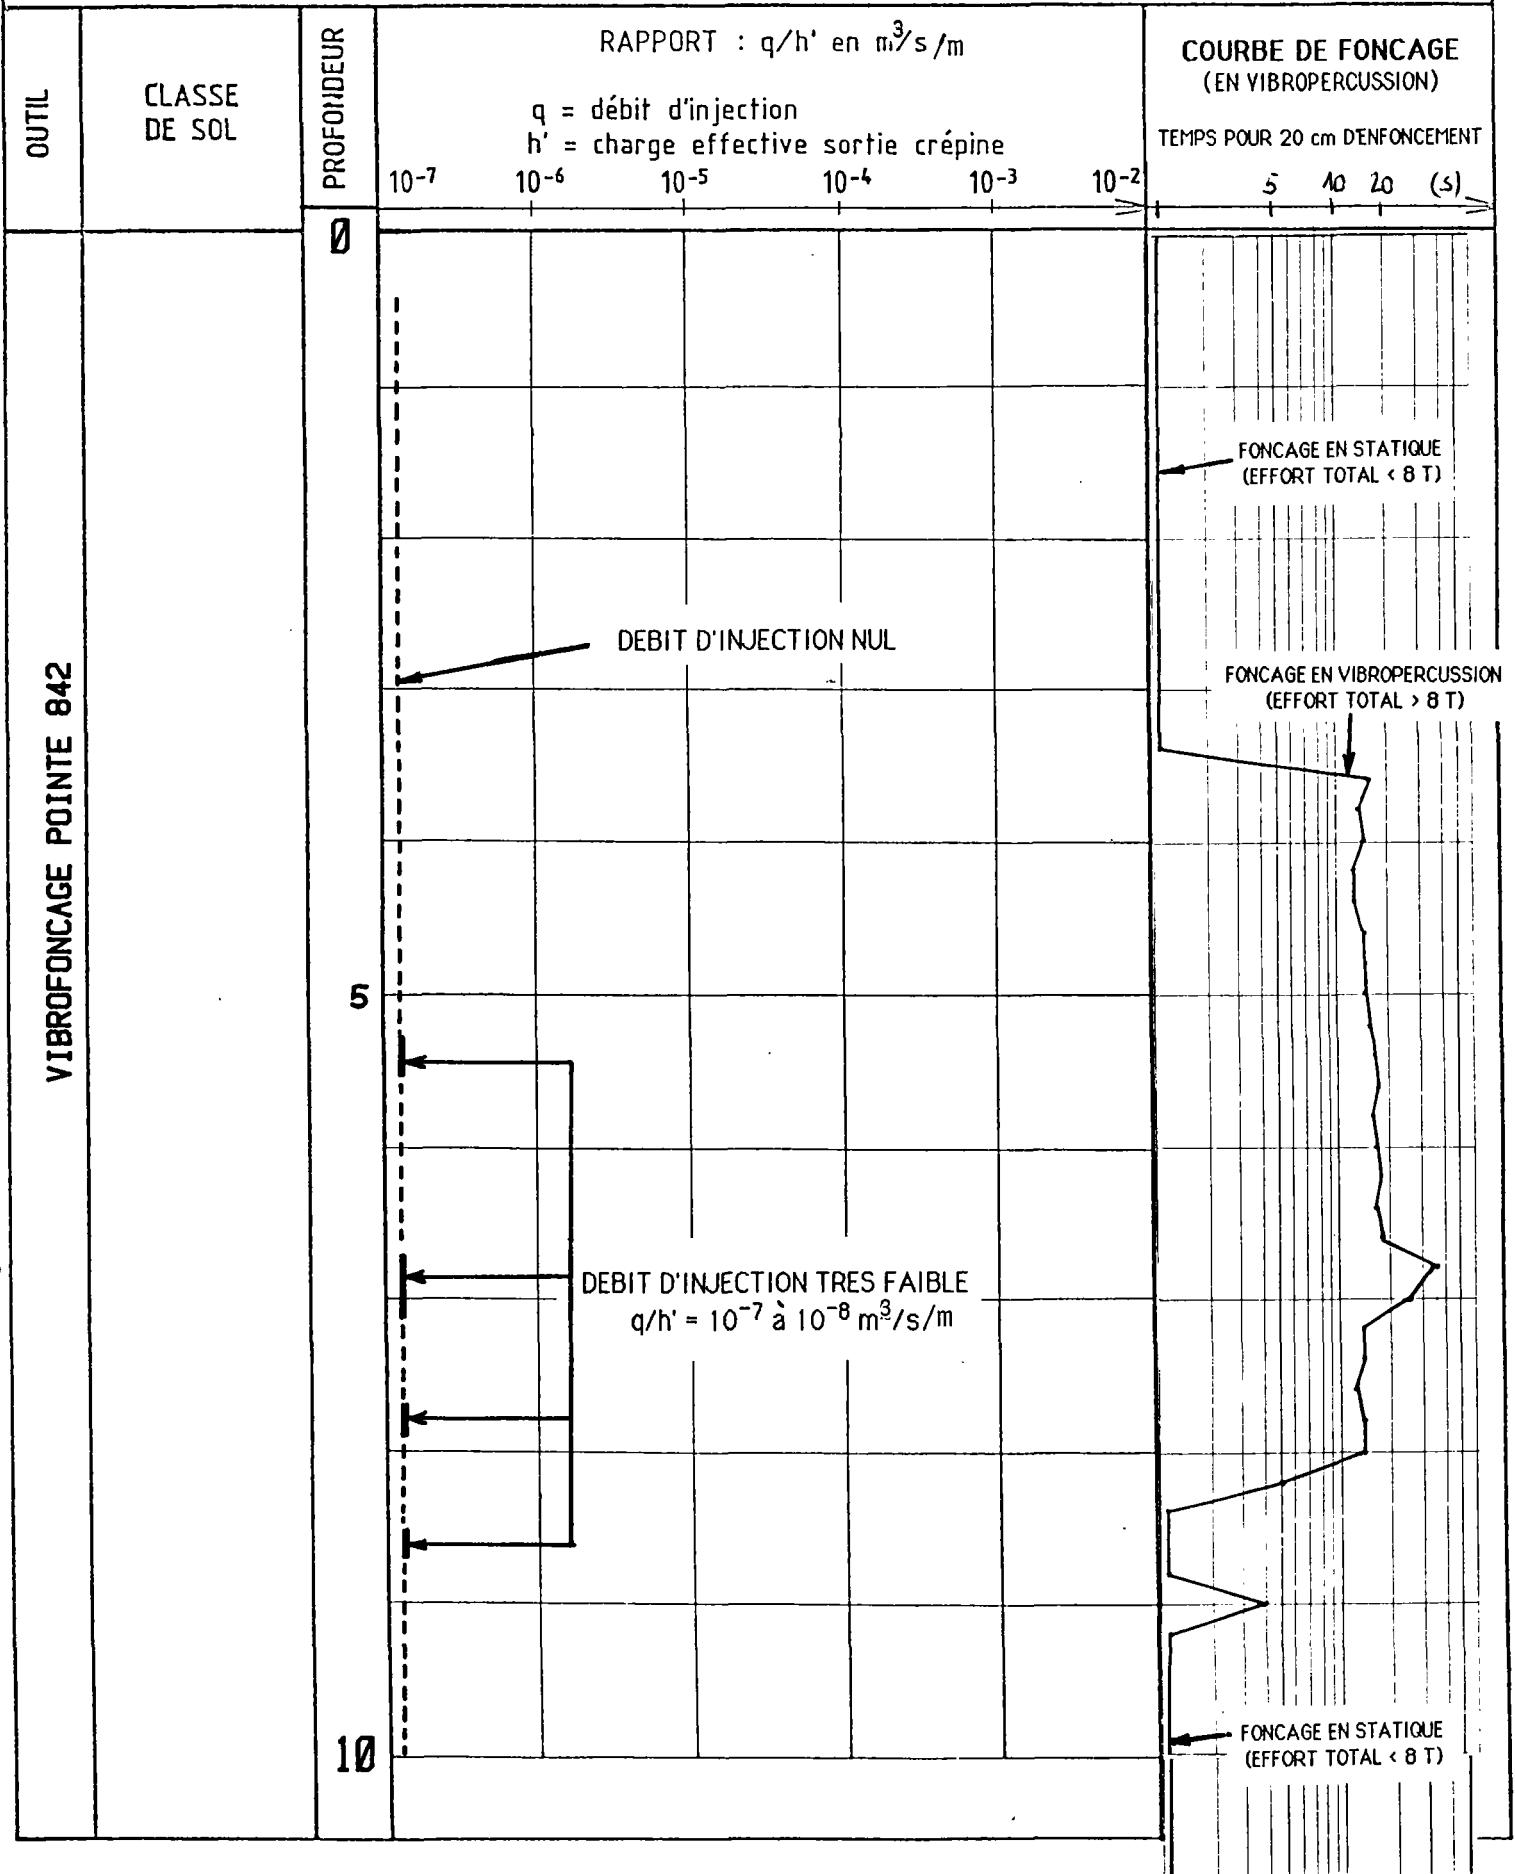 OUTIL
CLASSE
DE SOL
PROFONDEUR
RAPPORT : q/h' en m³/s/m
q = débit d'injection
h' = charge effective sortie crépine
10⁻⁷ 10⁻⁶ 10⁻⁵ 10⁻⁴ 10⁻³ 10⁻²
COURBE DE FONCAGE
(EN VIBROPERCUSSION)
TEMPS POUR 20 cm D'ENFONCEMENT
5 10 20 (s)
0
FONCAGE EN STATIQUE
(EFFORT TOTAL < 8 T)
DEBIT D'INJECTION NUL
FONCAGE EN VIBROPERCUSSION
(EFFORT TOTAL > 8 T)
VIBROFONCAGE POINTE 842
5
DEBIT D'INJECTION TRES FAIBLE
q/h' = 10⁻⁷ à 10⁻⁸ m³/s/m
10
FONCAGE EN STATIQUE
(EFFORT TOTAL < 8 T)